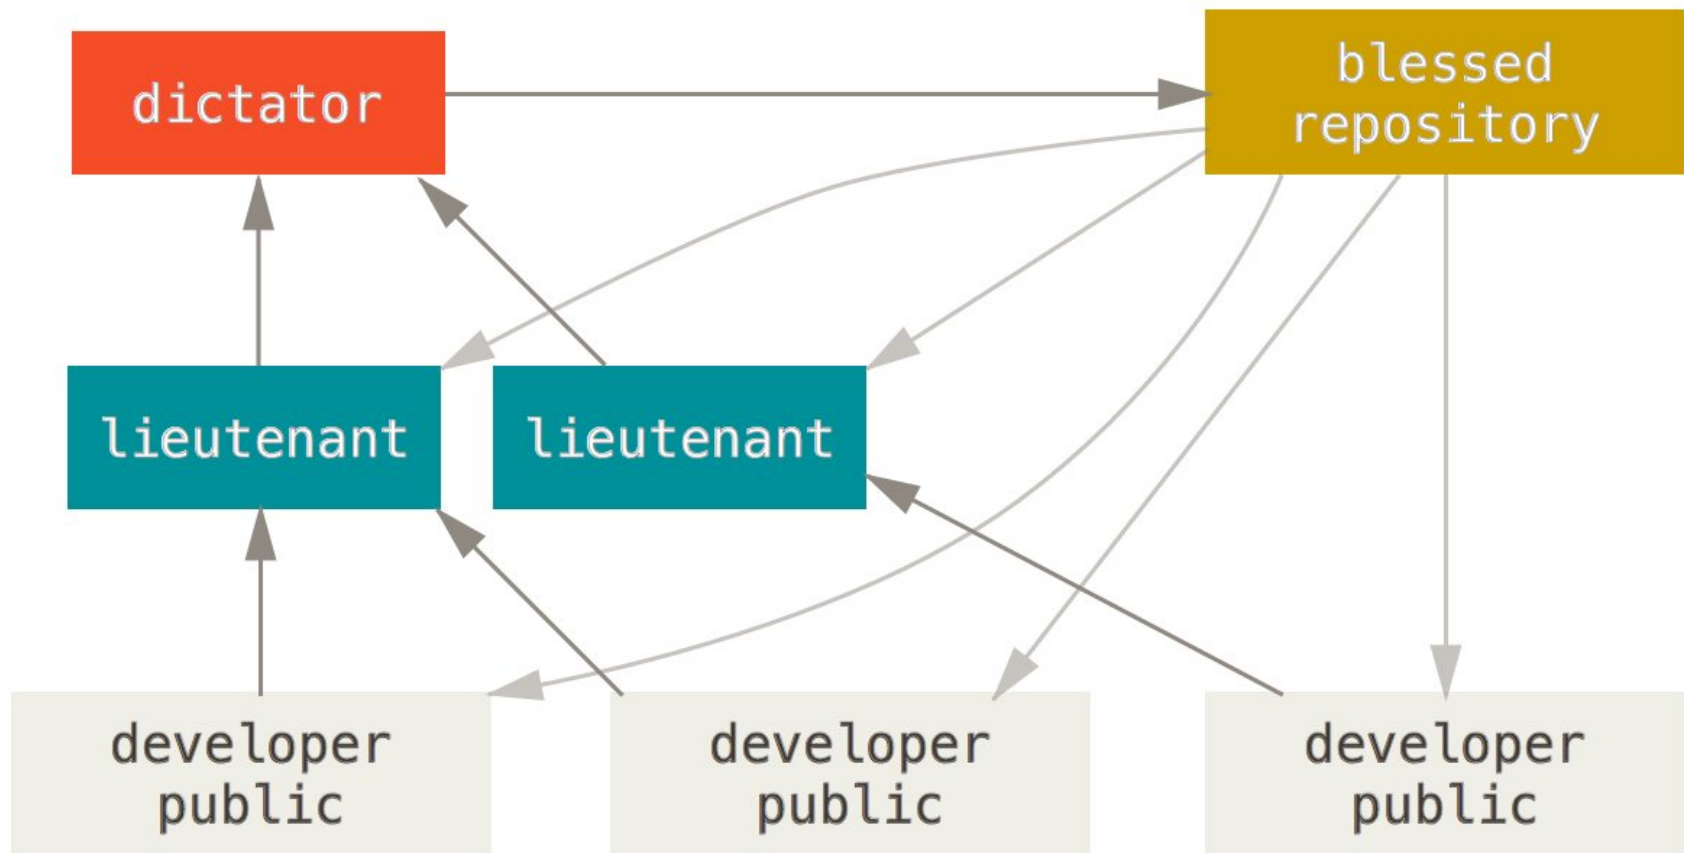 dictator
blessed
repository
lieutenant
lieutenant
developer
public
developer
public
developer
public